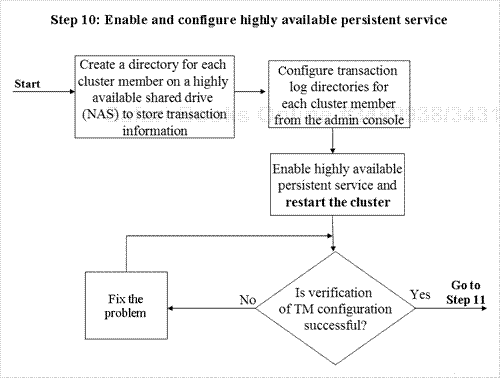 Step 10: Enable and configure highly available persistent service
Start
Create a directory for each
cluster member on a highly
available shared drive
(NAS) to store transaction
information
Configure transaction
log directories for
each cluster member
from the admin console
Enable highly available
persistent service and
restart the cluster
Is verification
of TM configuration
successful?
No
Fix the
problem
Yes
Go to
Step 11